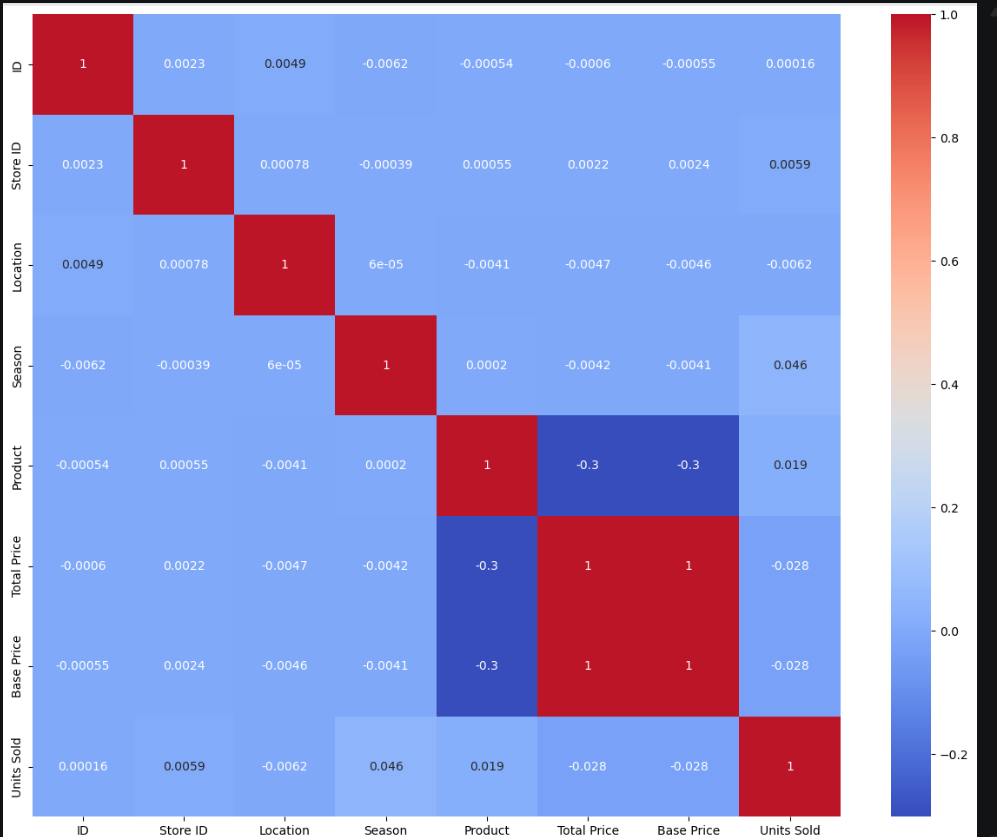 ID 1 0.0023 0.0049 -0.0062 -0.00054 -0.0006 -0.00055 0.00016
Store ID 0.0023 1 0.00078 -0.00039 0.00055 0.0022 0.0024 0.0059
Location 0.0049 0.00078 1 6e-05 -0.0041 -0.0047 -0.0046 -0.0062
Season -0.0062 -0.00039 6e-05 1 0.0002 -0.0042 -0.0041 0.046
Product -0.00054 0.00055 -0.0041 0.0002 1 -0.3 -0.3 0.019
Total Price -0.0006 0.0022 -0.0047 -0.0042 -0.3 1 1 -0.028
Base Price -0.00055 0.0024 -0.0046 -0.0041 -0.3 1 1 -0.028
Units Sold 0.00016 0.0059 -0.0062 0.046 0.019 -0.028 -0.028 1
ID Store ID Location Season Product Total Price Base Price Units Sold
1.0
0.8
0.6
0.4
0.2
0.0
−0.2